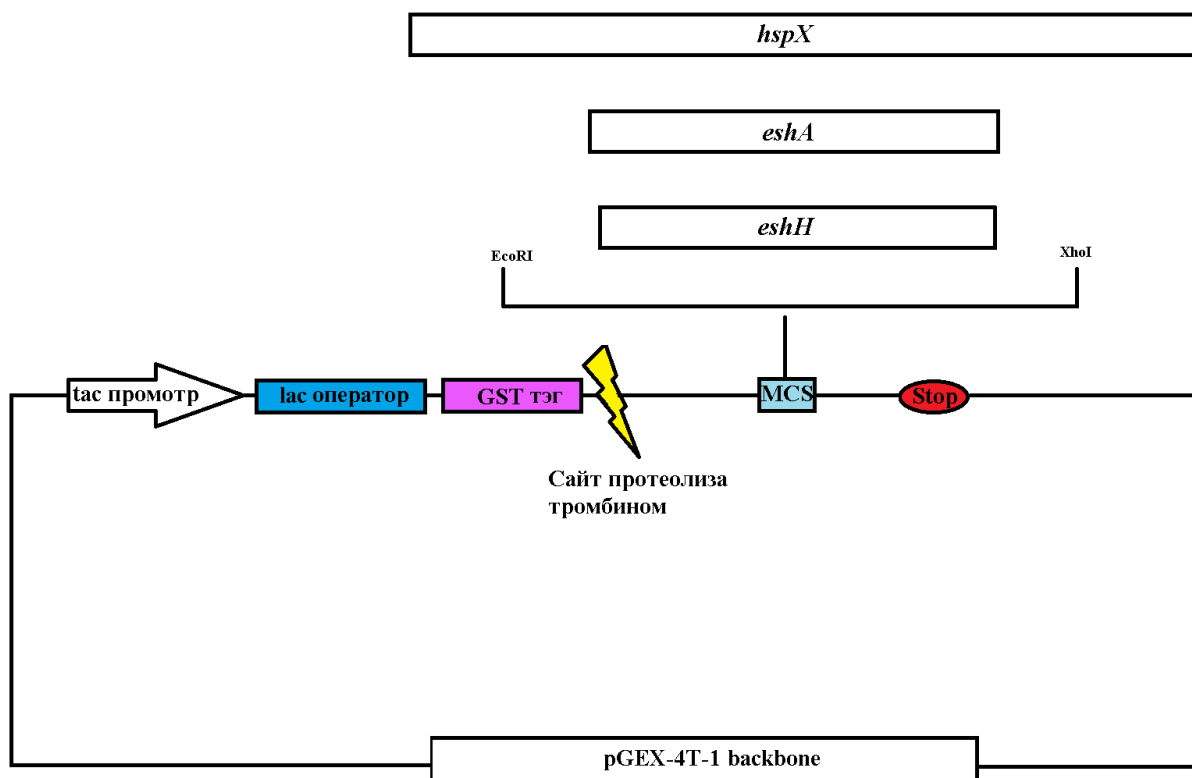 hspX
eshA
eshH
EcoRI
XhoI
tac промотр
lac оператор
GST тэг
MCS
Stop
Сайт протеолиза
тромбином
pGEX-4T-1 backbone